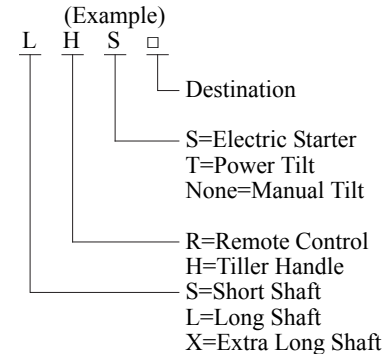 (Example)
L H S □
Destination
S=Electric Starter
T=Power Tilt
None=Manual Tilt
R=Remote Control
H=Tiller Handle
S=Short Shaft
L=Long Shaft
X=Extra Long Shaft